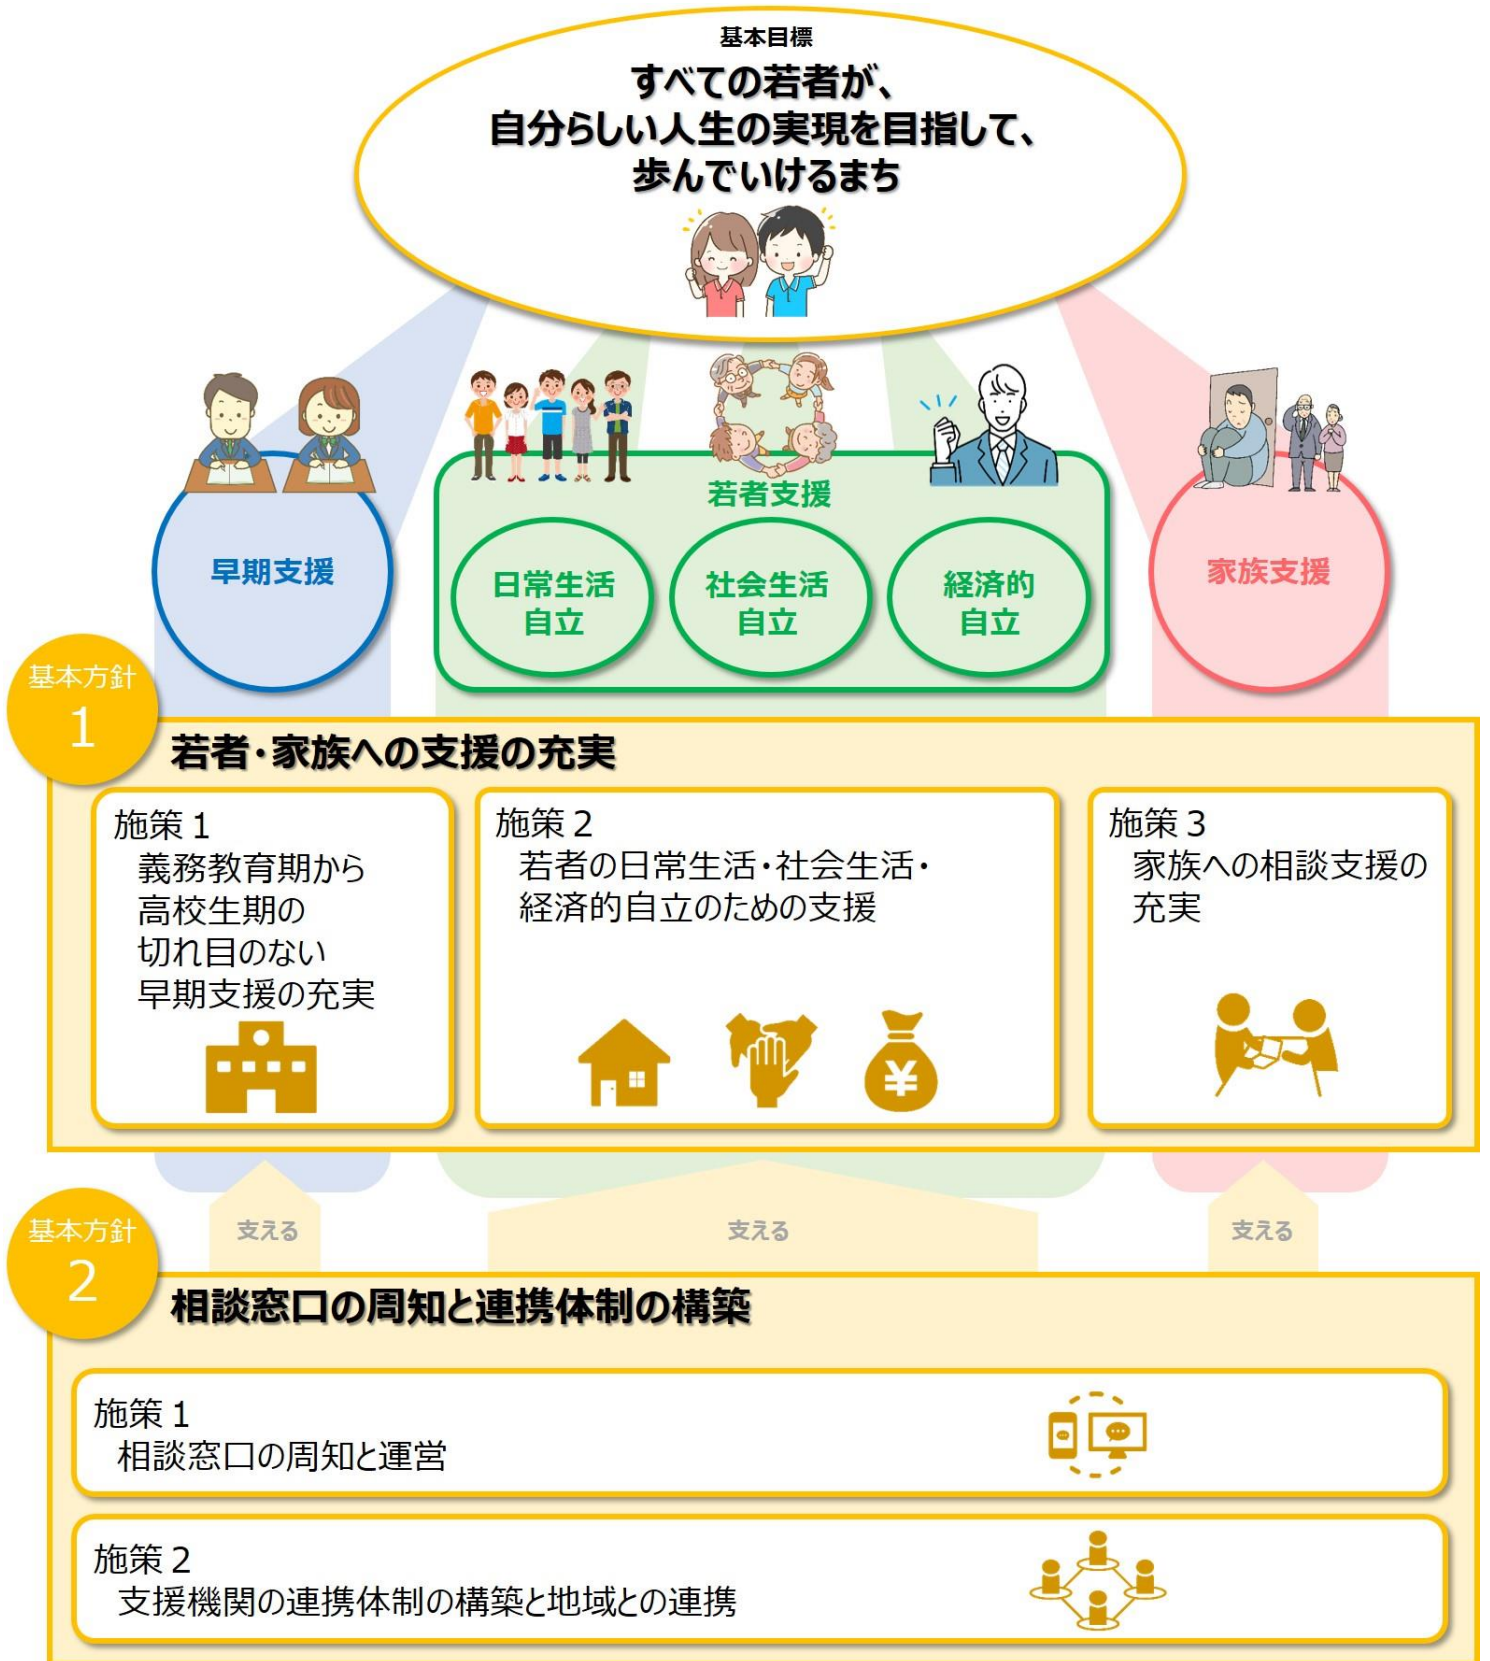 基本目標
すべての若者が、
自分らしい人生の実現を目指して、
歩んでいけるまち
早期支援
若者支援
日常生活
自立
社会生活
自立
経済的
自立
家族支援
基本方針
1
若者・家族への支援の充実
施策1
義務教育期から
高校生期の
切れ目のない
早期支援の充実
施策2
若者の日常生活・社会生活・
経済的自立のための支援
¥
施策3
家族への相談支援の
充実
支える
支える
支える
基本方針
2
相談窓口の周知と連携体制の構築
施策1
相談窓口の周知と運営
施策2
支援機関の連携体制の構築と地域との連携